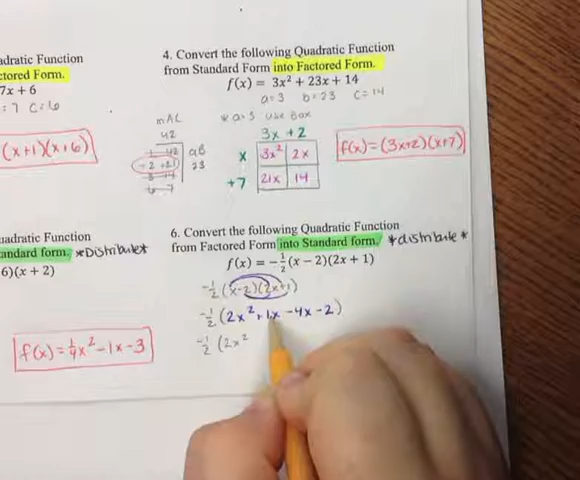 adratic Function
ctored Form.
7x + 6
= 7 c=6
(x+1)(x+6)
4. Convert the following Quadratic Function
from Standard Form into Factored Form.
f(x) = 3x² + 23x + 14
a=3 b=23 c=14
mAC
42
* a=3 use Box
aB
23
1 42
2 +21
6 7
3x +2
x 3x² 2x
+7 21x 14
f(x)=(3x+2)(x+7)
uadratic Function
andard form. *Distribute*
6)(x + 2)
f(x)=¼x²-1x-3
6. Convert the following Quadratic Function
from Factored Form into Standard form. *distribute*
f(x) = -½(x − 2)(2x + 1)
-½(x-2)(2x+1)
-½(2x²+1x-4x-2)
-½(2x²